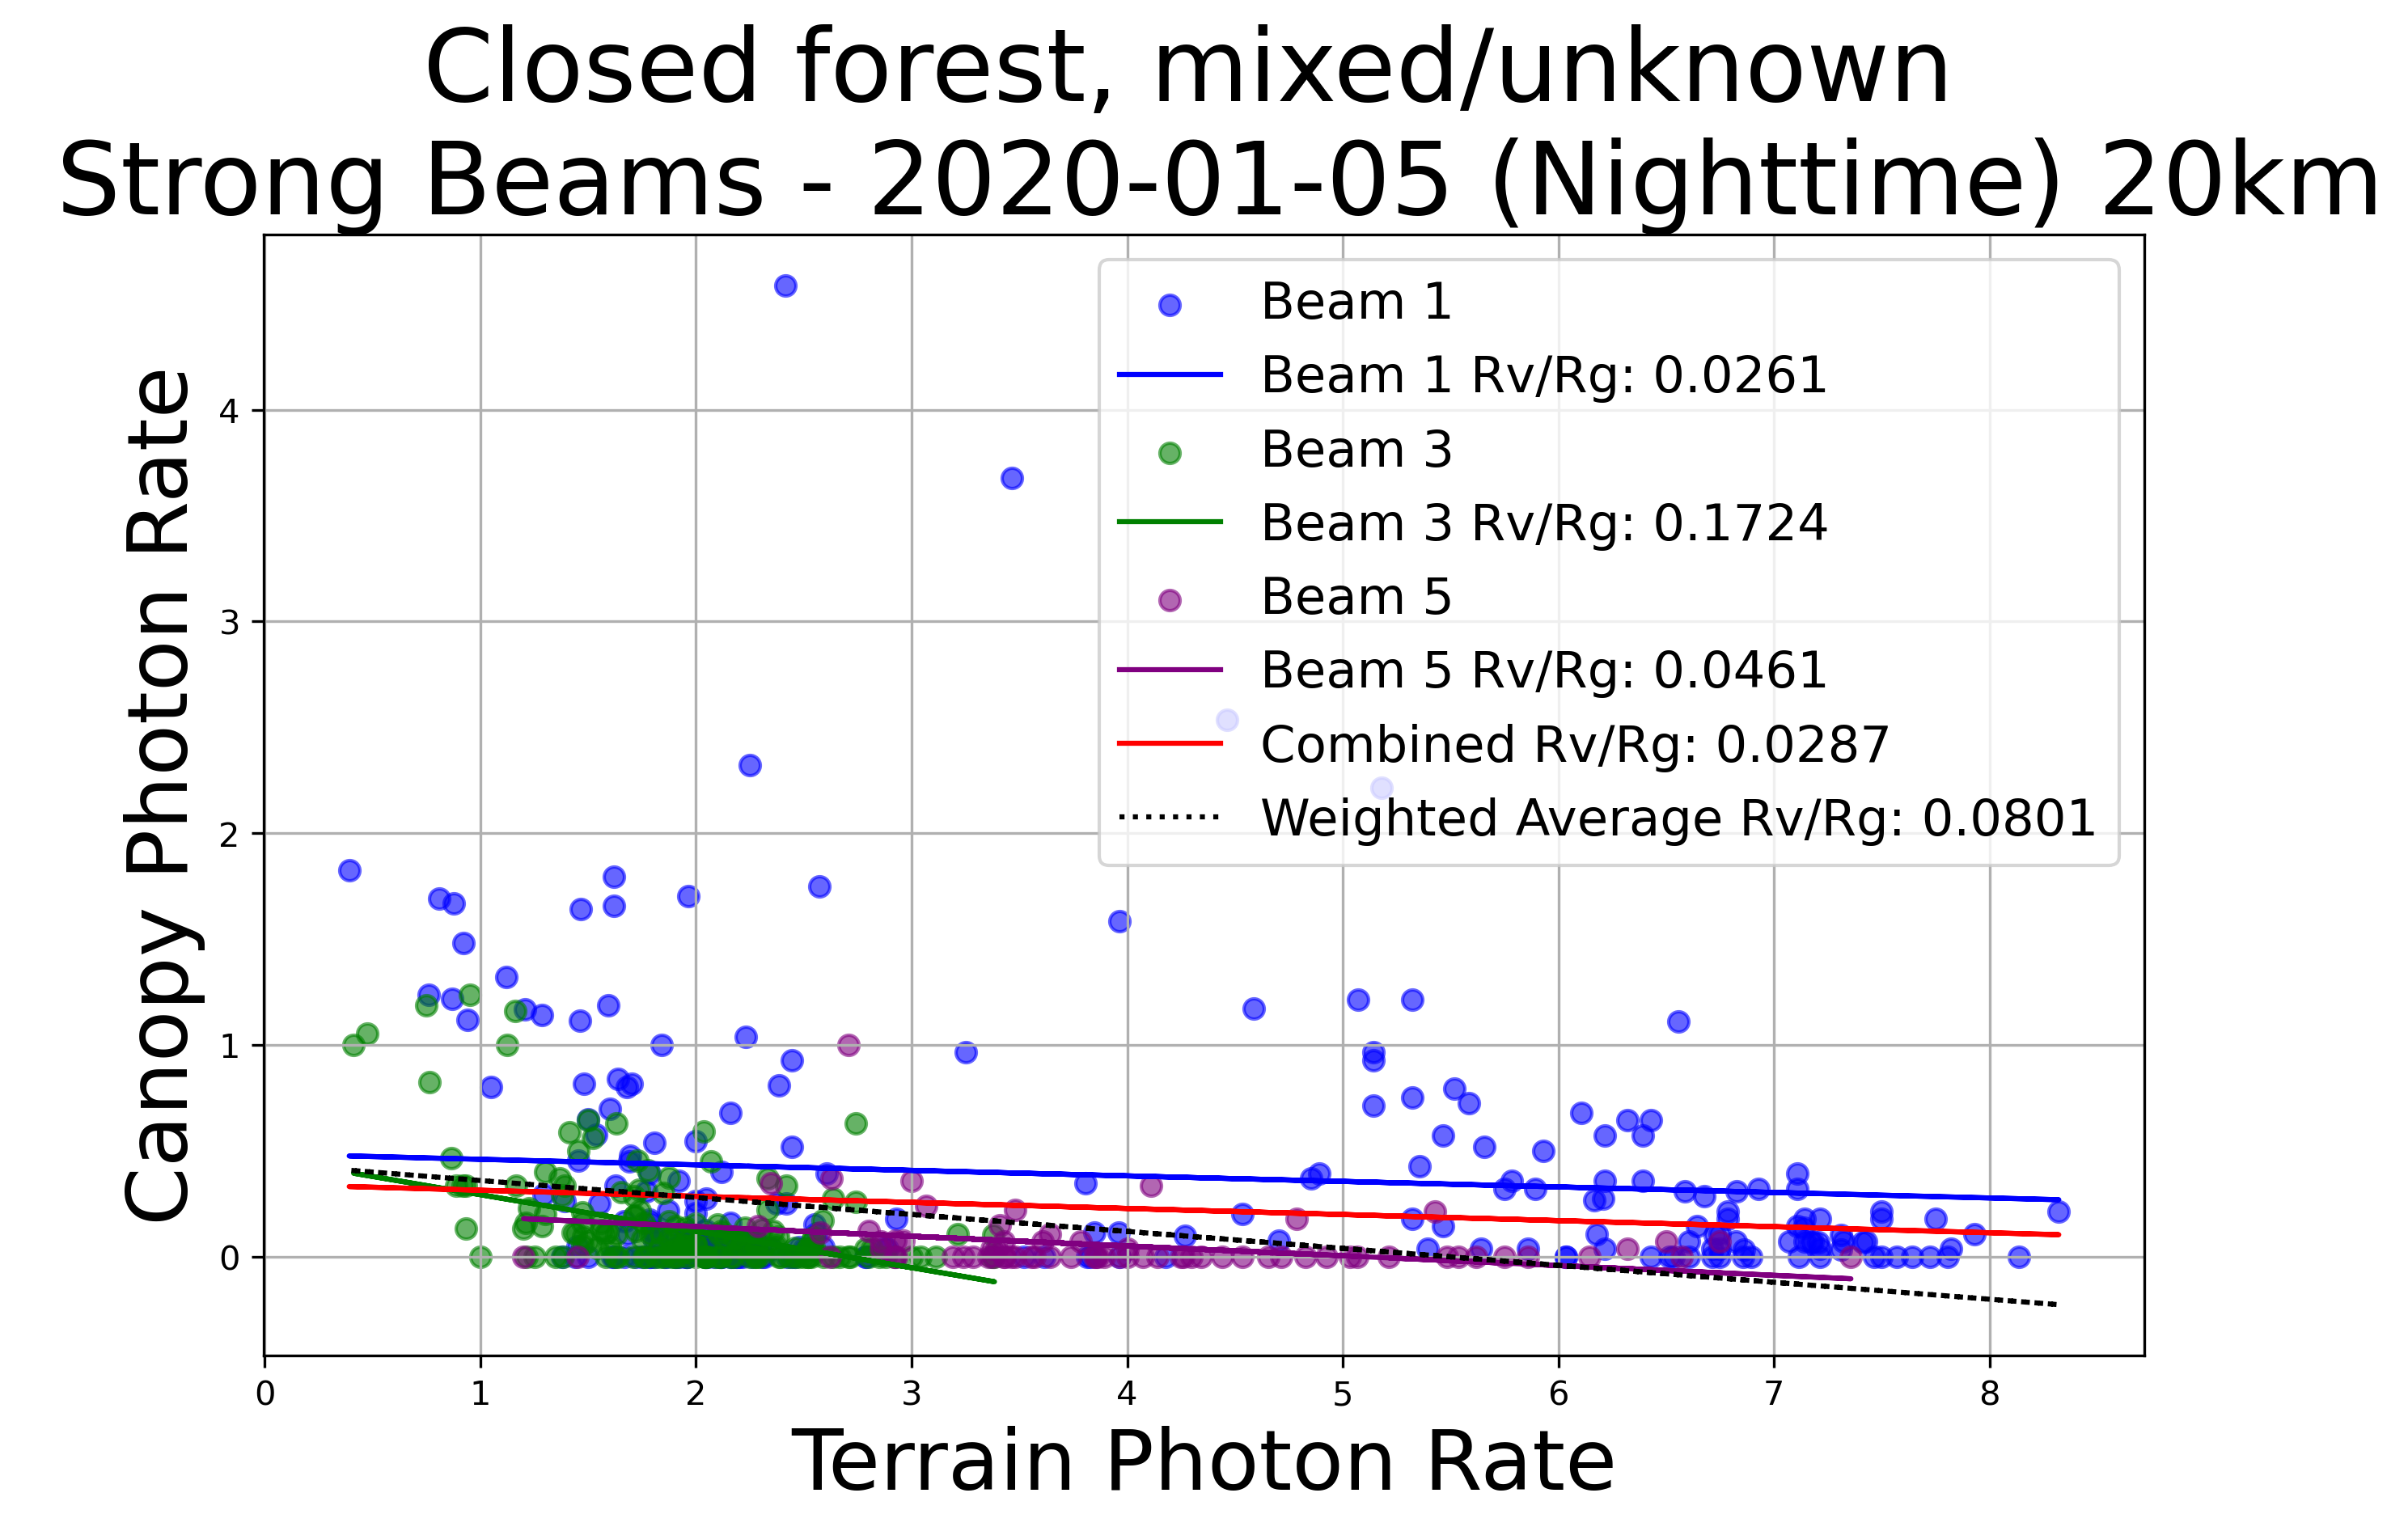 Closed forest, mixed/unknown
Strong Beams - 2020-01-05 (Nighttime) 20km
Canopy Photon Rate
4
3
2
1
0
Beam 1
Beam 1 Rv/Rg: 0.0261
Beam 3
Beam 3 Rv/Rg: 0.1724
Beam 5
Beam 5 Rv/Rg: 0.0461
Combined Rv/Rg: 0.0287
Weighted Average Rv/Rg: 0.0801
0 1 2 3 4 5 6 7 8
Terrain Photon Rate